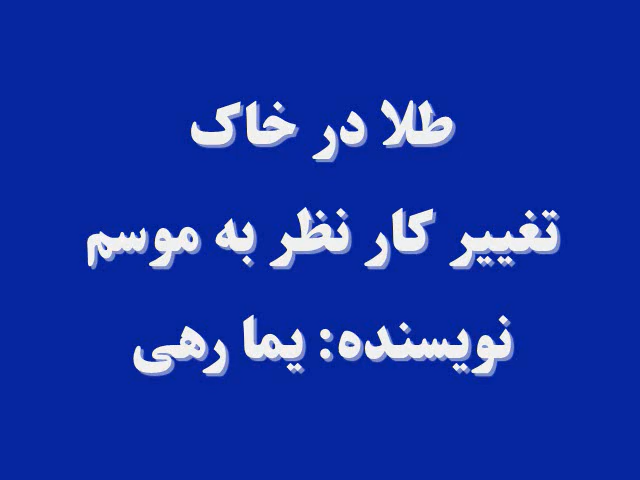 طلا در خاک
تغییر کار نظر به موسم
نویسنده: یما رهی